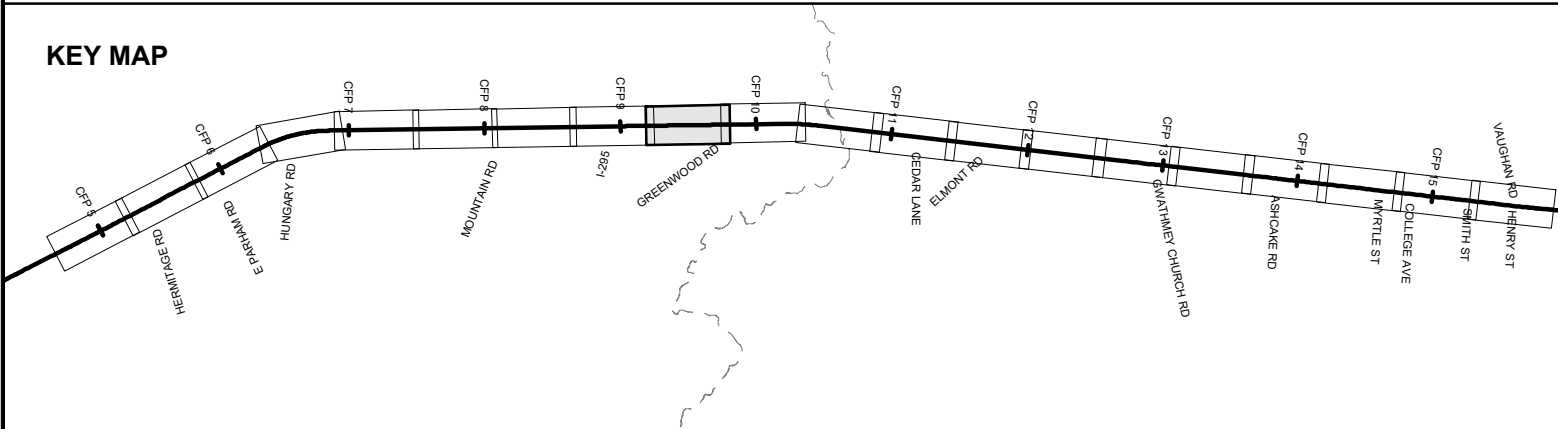 KEY MAP
CFP 5
CFP 6
CFP 7
CFP 8
CFP 9
CFP 10
CFP 11
CFP 12
CFP 13
CFP 14
CFP 15
HERMITAGE RD
E PARHAM RD
HUNGARY RD
MOUNTAIN RD
I-295
GREENWOOD RD
CEDAR LANE
ELMONT RD
GWATHMEY CHURCH RD
ASHCAKE RD
MYRTLE ST
COLLEGE AVE
SMITH ST
HENRY ST
VAUGHAN RD